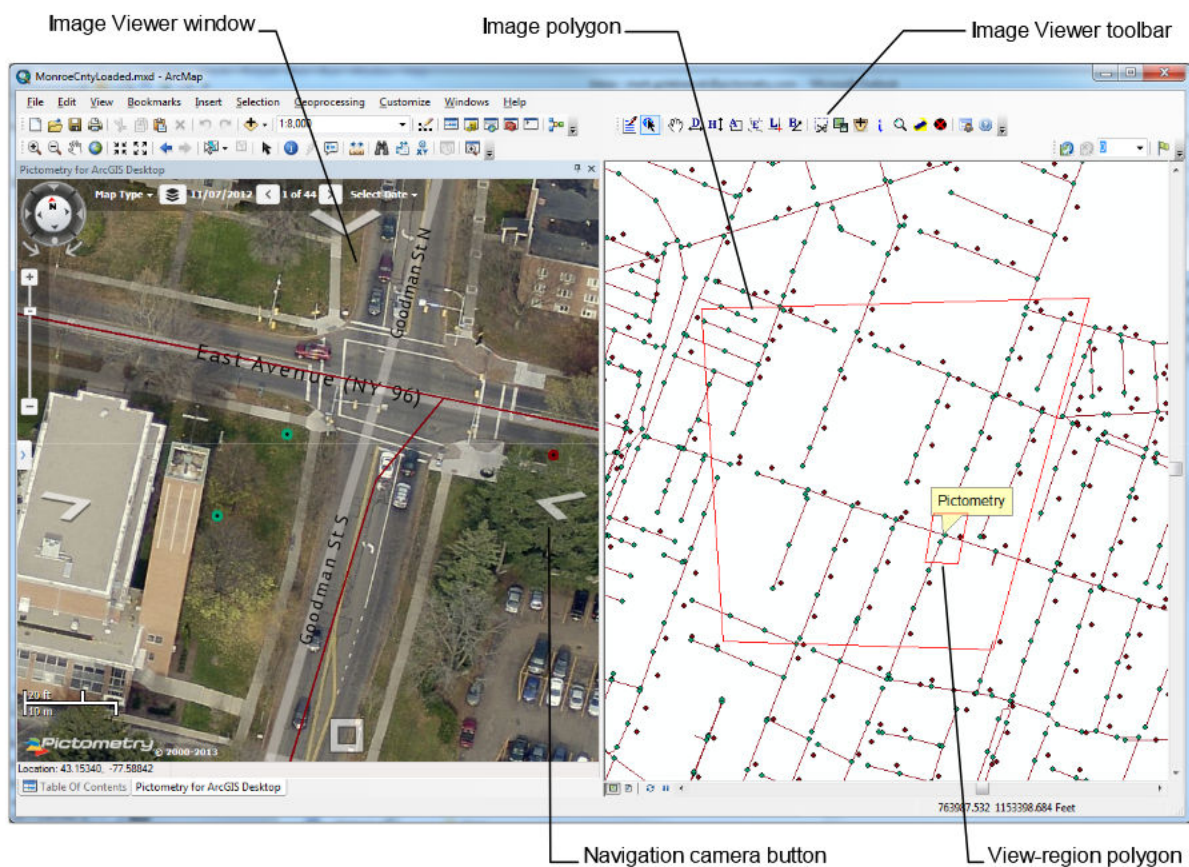 Image Viewer window
Image polygon
Image Viewer toolbar
MonroeCntyLoaded.mxd - ArcMap
File Edit View Bookmarks Insert Selection Geoprocessing Customize Windows Help
1:8,000
Pictometry for ArcGIS Desktop
Map Type 11/07/2012 1 of 44 Select Date
N
Goodman St N
East Avenue (NY 96)
Goodman St S
20 ft
10 m
Pictometry © 2000-2013
Location: 43.15340, -77.58842
Table Of Contents Pictometry for ArcGIS Desktop
Pictometry
763987.532 1153398.684 Feet
Navigation camera button
View-region polygon